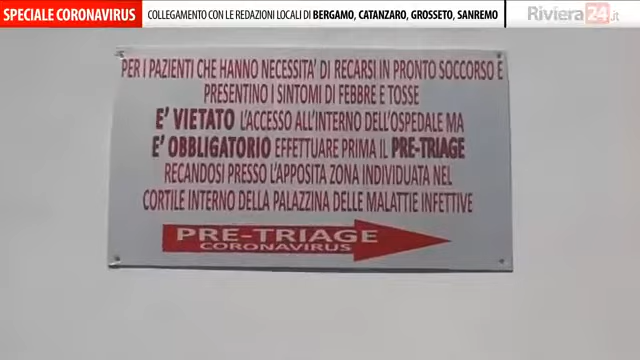 SPECIALE CORONAVIRUS
COLLEGAMENTO CON LE REDAZIONI LOCALI DI BERGAMO, CATANZARO, GROSSETO, SANREMO
Riviera24.it
PER I PAZIENTI CHE HANNO NECESSITA' DI RECARSI IN PRONTO SOCCORSO E
PRESENTINO I SINTOMI DI FEBBRE E TOSSE
E' VIETATO L'ACCESSO ALL'INTERNO DELL'OSPEDALE MA
E' OBBLIGATORIO EFFETTUARE PRIMA IL PRE-TRIAGE
RECANDOSI PRESSO L'APPOSITA ZONA INDIVIDUATA NEL
CORTILE INTERNO DELLA PALAZZINA DELLE MALATTIE INFETTIVE
PRE-TRIAGE
CORONAVIRUS